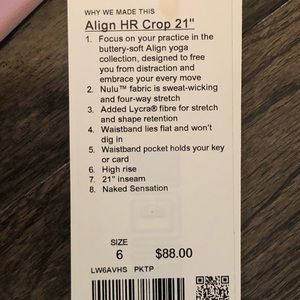 WHY WE MADE THIS
Align HR Crop 21"
1. Focus on your practice in the
buttery-soft Align yoga
collection, designed to free
you from distraction and
embrace your every move
2. Nulu™ fabric is sweat-wicking
and four-way stretch
3. Added Lycra® fibre for stretch
and shape retention
4. Waistband lies flat and won't
dig in
5. Waistband pocket holds your key
or card
6. High rise
7. 21" inseam
8. Naked Sensation
SIZE
6 $88.00
LW6AVHS PKTP